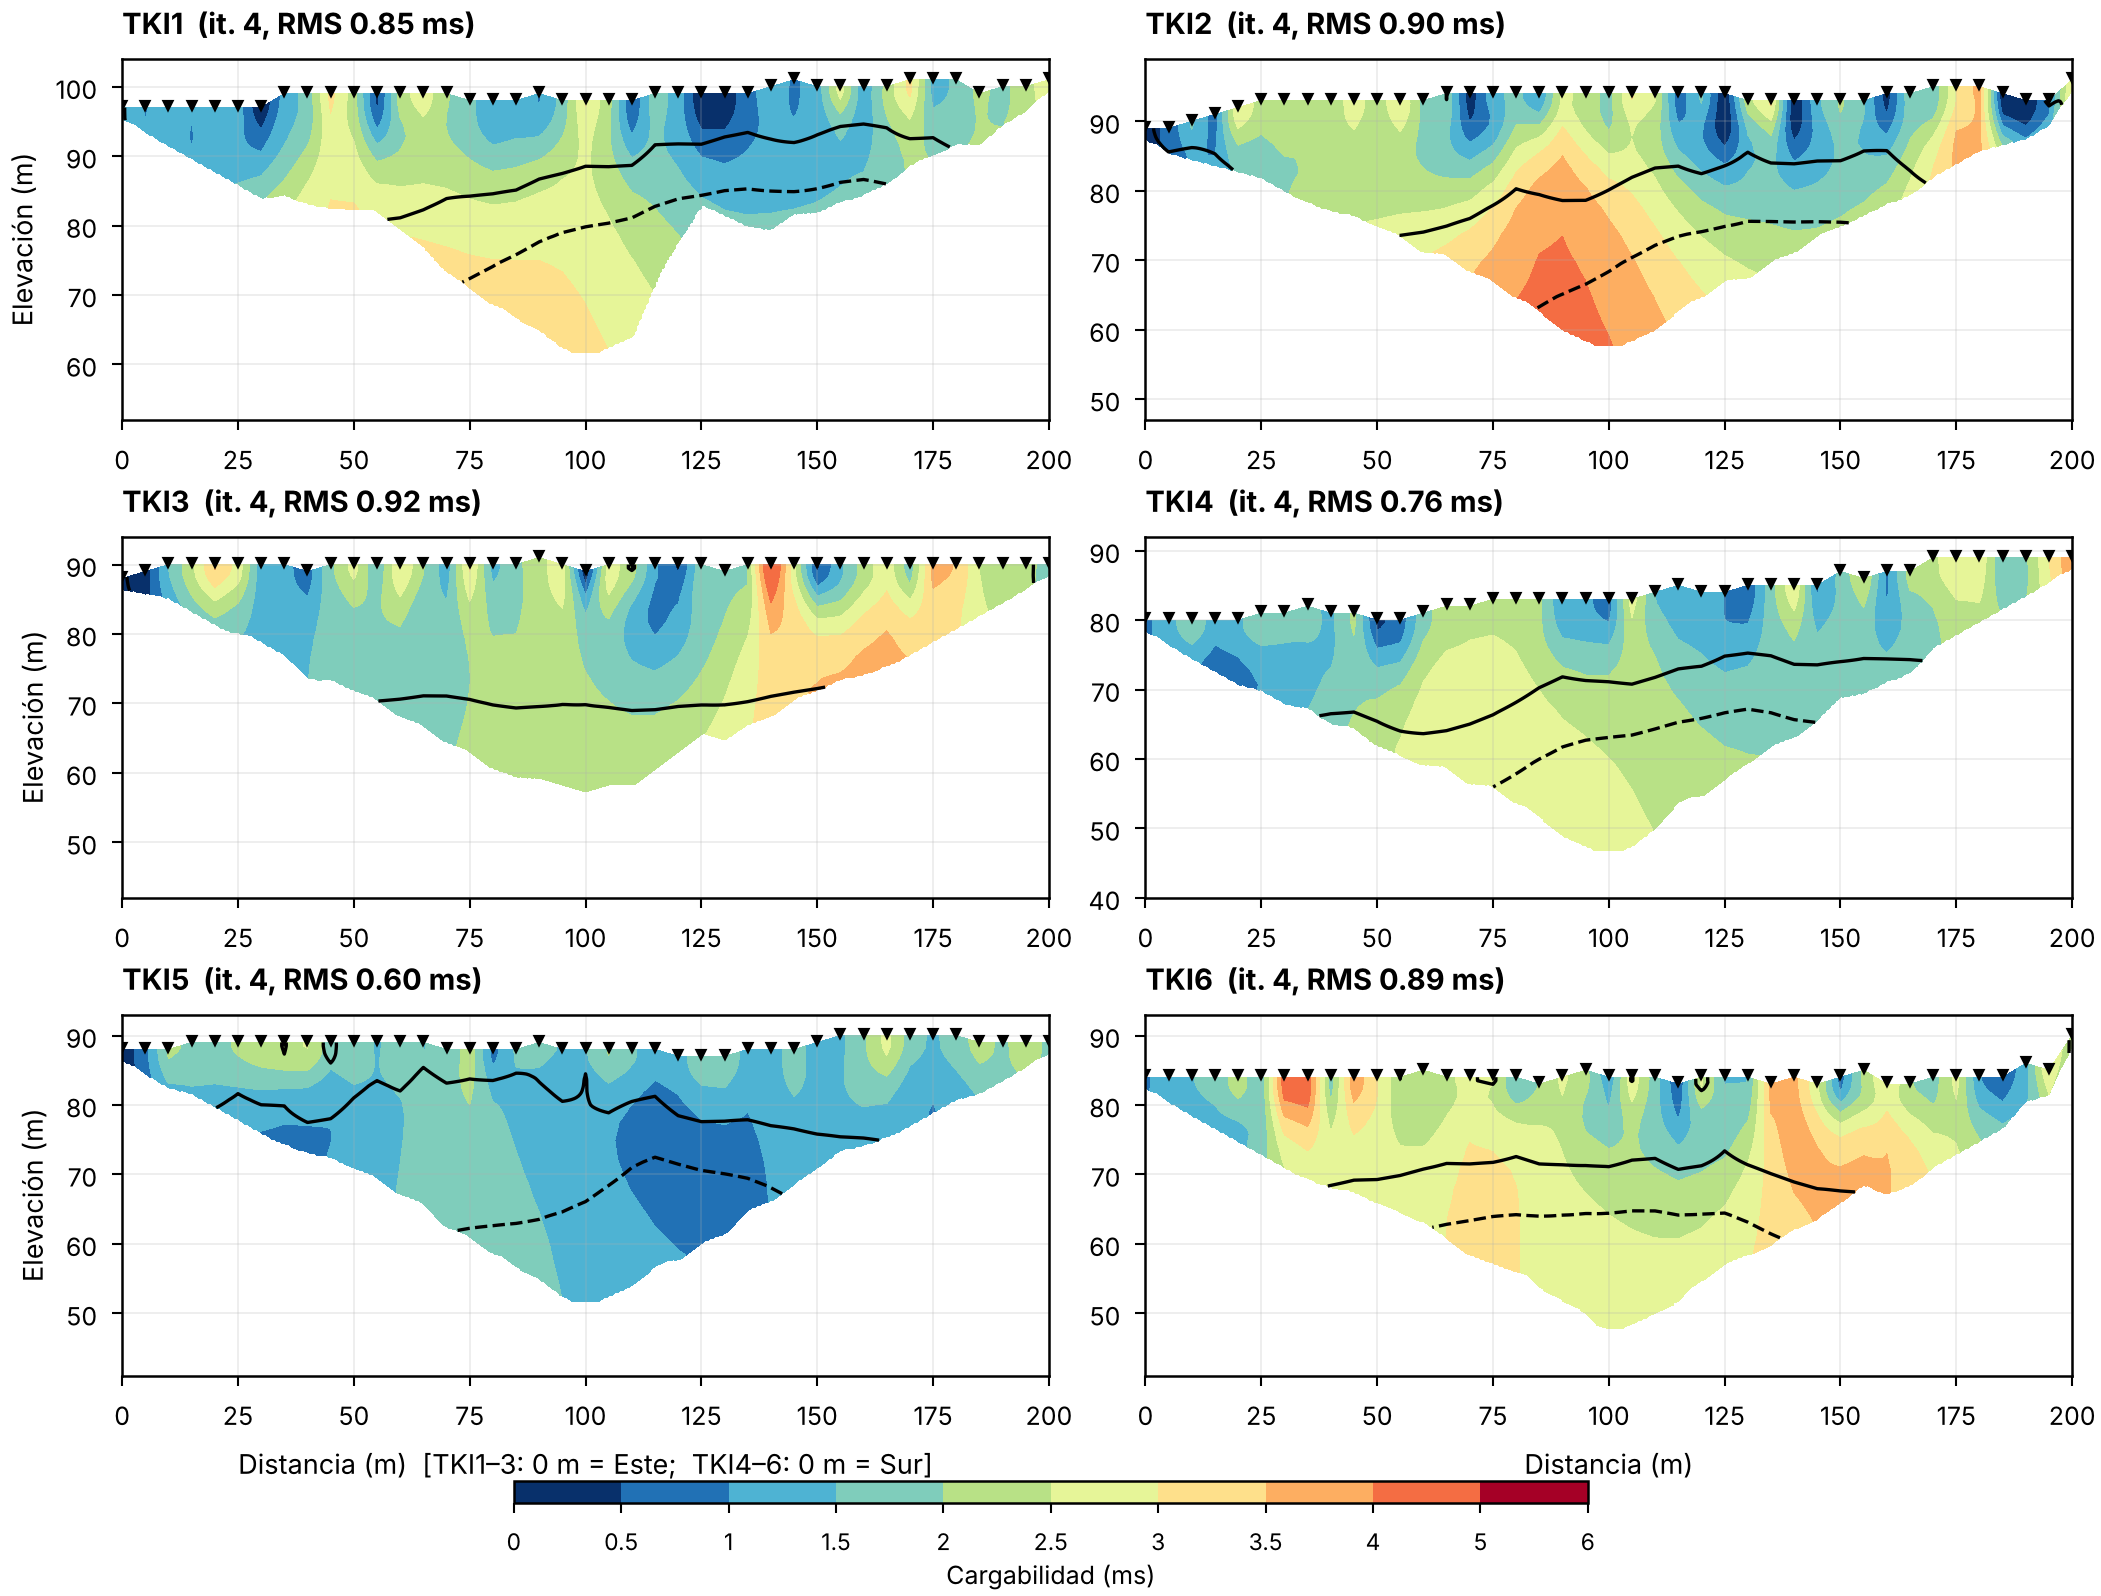 TKI1 (it. 4, RMS 0.85 ms)
TKI2 (it. 4, RMS 0.90 ms)
Elevación (m)
100
90
80
70
60
90
80
70
60
50
0 25 50 75 100 125 150 175 200
0 25 50 75 100 125 150 175 200
TKI3 (it. 4, RMS 0.92 ms)
TKI4 (it. 4, RMS 0.76 ms)
Elevación (m)
90
80
70
60
50
90
80
70
60
50
40
0 25 50 75 100 125 150 175 200
0 25 50 75 100 125 150 175 200
TKI5 (it. 4, RMS 0.60 ms)
TKI6 (it. 4, RMS 0.89 ms)
Elevación (m)
90
80
70
60
50
90
80
70
60
50
0 25 50 75 100 125 150 175 200
0 25 50 75 100 125 150 175 200
Distancia (m) [TKI1–3: 0 m = Este; TKI4–6: 0 m = Sur]
Distancia (m)
0 0.5 1 1.5 2 2.5 3 3.5 4 5 6
Cargabilidad (ms)